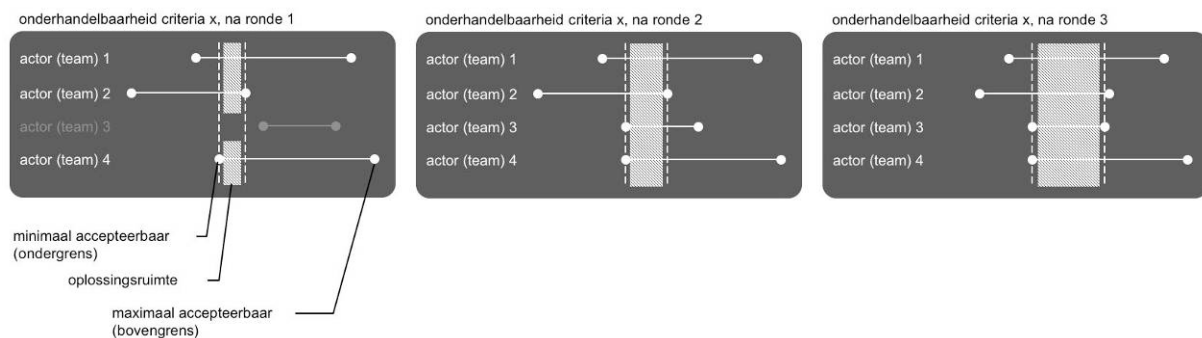 onderhandelbaarheid criteria x, na ronde 1
actor (team) 1
actor (team) 2
actor (team) 3
actor (team) 4
minimaal accepteerbaar
(ondergrens)
oplossingsruimte
maximaal accepteerbaar
(bovengrens)
onderhandelbaarheid criteria x, na ronde 2
actor (team) 1
actor (team) 2
actor (team) 3
actor (team) 4
onderhandelbaarheid criteria x, na ronde 3
actor (team) 1
actor (team) 2
actor (team) 3
actor (team) 4